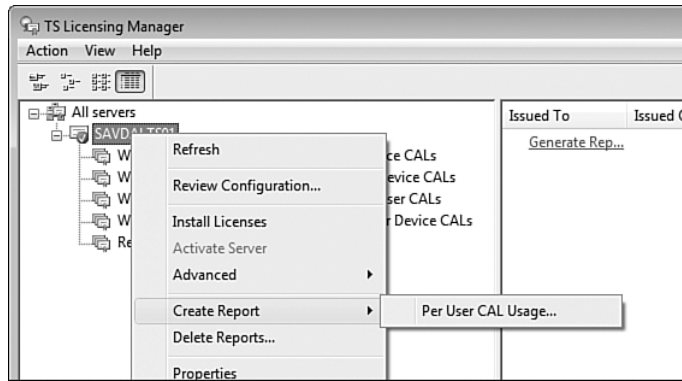 TS Licensing Manager
Action View Help
All servers
Issued To Issued
SAVDALTS01
Generate Rep...
Refresh
W ce CALs
Review Configuration...
W evice CALs
W ser CALs
Install Licenses
W r Device CALs
Activate Server
Re
Advanced
Create Report
Per User CAL Usage...
Delete Reports...
Properties